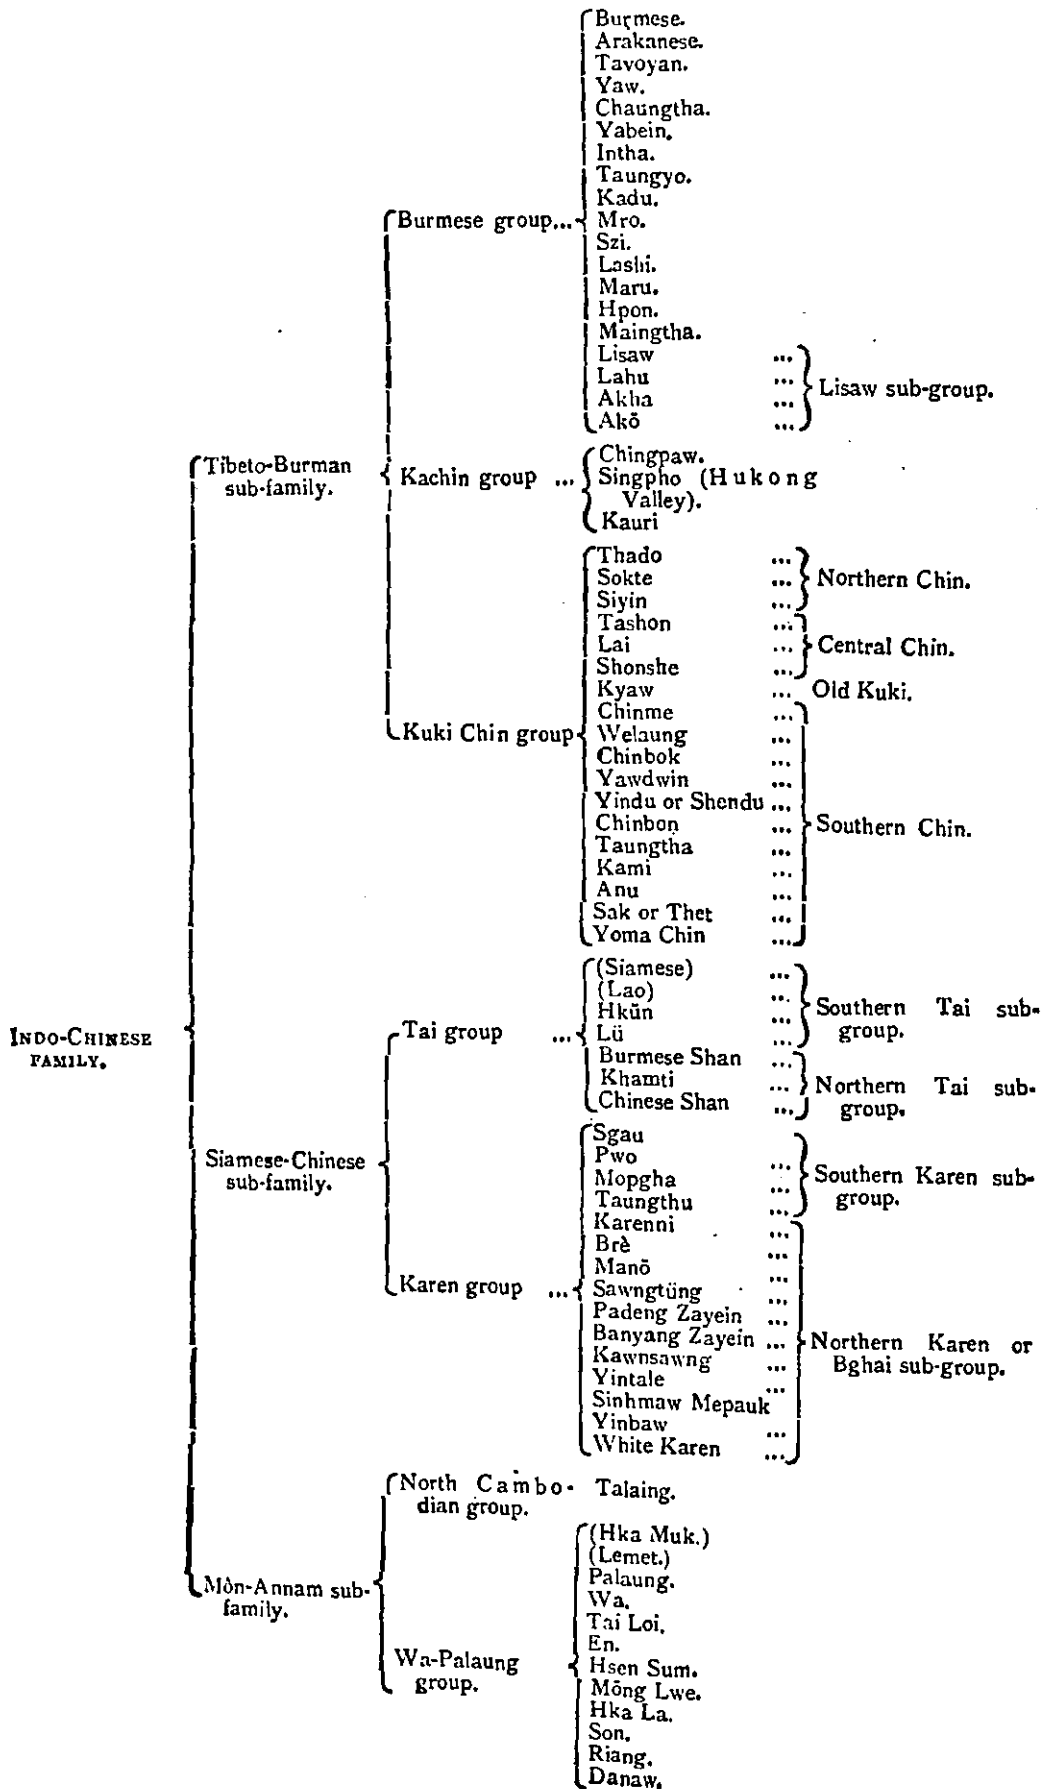 INDO-CHINESE
FAMILY.
Tibeto-Burman
sub-family.
Burmese group...
Burmese.
Arakanese.
Tavoyan.
Yaw.
Chaungtha.
Yabein.
Intha.
Taungyo.
Kadu.
Mro.
Szi.
Lashi.
Maru.
Hpon.
Maingtha.
Lisaw ...
Lahu ...
Akha ...
Akō ...
Lisaw sub-group.
Kachin group ...
Chingpaw.
Singpho (Hukong
Valley).
Kauri
Kuki Chin group
Thado ...
Sokte ...
Siyin ...
Northern Chin.
Tashon ...
Lai ...
Shonshe ...
Central Chin.
Kyaw ... Old Kuki.
Chinme ...
Welaung ...
Chinbok ...
Yawdwin ...
Yindu or Shendu ...
Chinbon ...
Taungtha ...
Kami ...
Anu ...
Sak or Thet ...
Yoma Chin ...
Southern Chin.
Siamese-Chinese
sub-family.
Tai group ...
(Siamese) ...
(Lao) ...
Hkün ...
Lü ...
Southern Tai sub-
group.
Burmese Shan ...
Khamti ...
Chinese Shan ...
Northern Tai sub-
group.
Karen group ...
Sgau
Pwo ...
Mopgha ...
Taungthu ...
Southern Karen sub-
group.
Karenni ...
Brè ...
Manō ...
Sawngtüng ...
Padeng Zayein ...
Banyang Zayein ...
Kawnsawng ...
Yintale ...
Sinhmaw Mepauk
Yinbaw ...
White Karen ...
Northern Karen or
Bghai sub-group.
Mòn-Annam sub-
family.
North Cambo-
dian group.
Talaing.
Wa-Palaung
group.
(Hka Muk.)
(Lemet.)
Palaung.
Wa.
Tai Loi.
En.
Hsen Sum.
Mōng Lwe.
Hka La.
Son.
Riang.
Danaw.